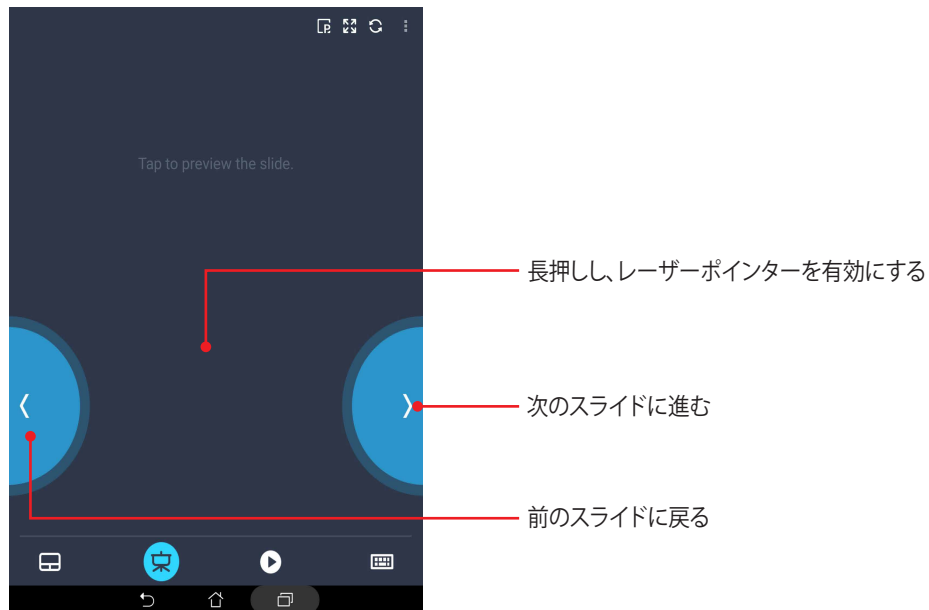 Tap to preview the slide.
長押しし、レーザーポインターを有効にする
次のスライドに進む
前のスライドに戻る